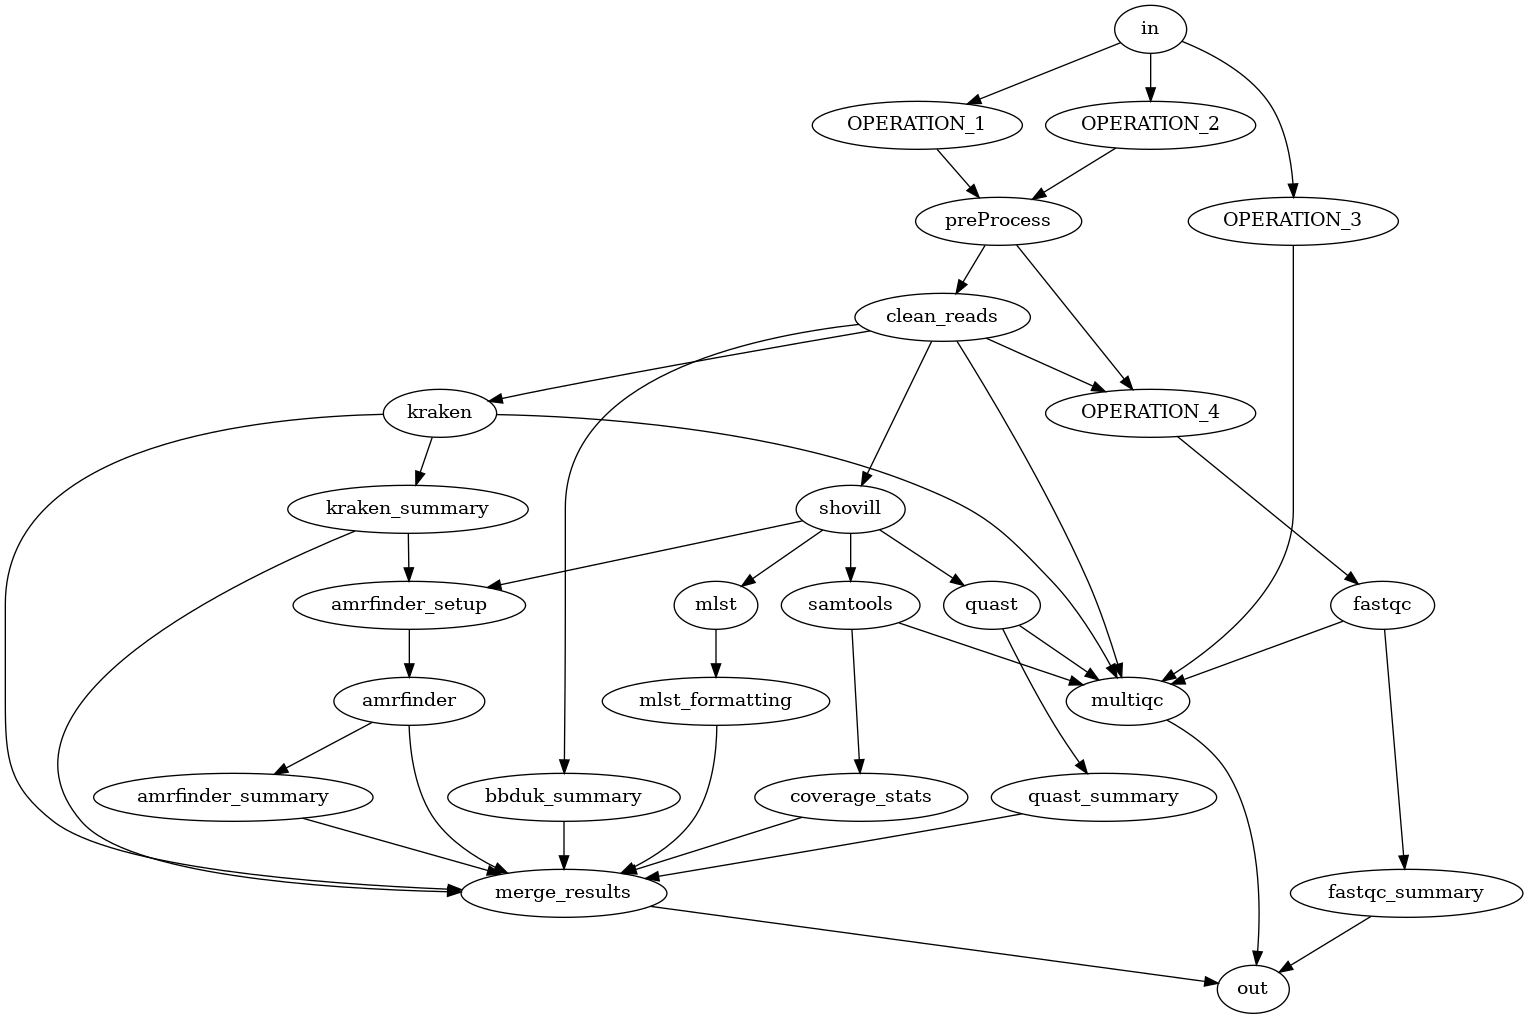 in
OPERATION_1
OPERATION_2
preProcess
OPERATION_3
clean_reads
kraken
OPERATION_4
kraken_summary
shovill
amrfinder_setup
mlst
samtools
quast
fastqc
amrfinder
mlst_formatting
multiqc
amrfinder_summary
bbduk_summary
coverage_stats
quast_summary
merge_results
fastqc_summary
out